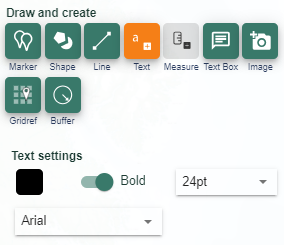 Draw and create
Marker Shape Line Text Measure Text Box Image
Gridref Buffer
Text settings
Bold 24pt
Arial